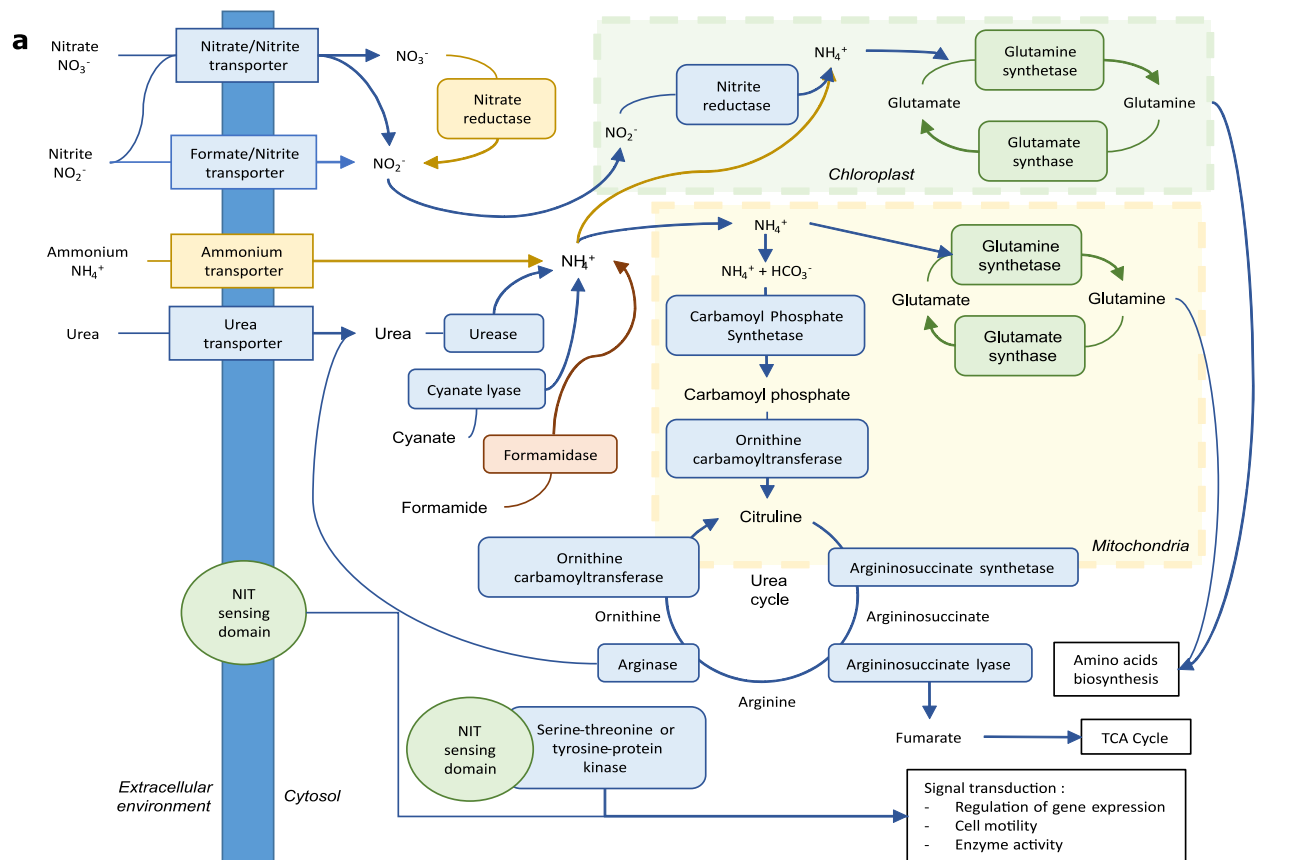 a
Nitrate
NO₃⁻
Nitrate/Nitrite
transporter
NO₃⁻
Nitrate
reductase
Nitrite
NO₂⁻
Formate/Nitrite
transporter
NO₂⁻
Ammonium
NH₄⁺
Ammonium
transporter
NH₄⁺
Urea
Urea
transporter
Urea
Urease
Cyanate lyase
Cyanate
Formamidase
Formamide
NO₂⁻
Nitrite
reductase
NH₄⁺
Glutamine
synthetase
Glutamate
Glutamine
Glutamate
synthase
Chloroplast
NH₄⁺
NH₄⁺ + HCO₃⁻
Carbamoyl Phosphate
Synthetase
Carbamoyl phosphate
Ornithine
carbamoyltransferase
Citruline
Glutamine
synthetase
Glutamate
Glutamine
Glutamate
synthase
Mitochondria
Ornithine
carbamoyltransferase
Urea
cycle
Argininosuccinate synthetase
Ornithine
Argininosuccinate
Arginase
Argininosuccinate lyase
Arginine
Amino acids
biosynthesis
Fumarate
TCA Cycle
NIT
sensing
domain
NIT
sensing
domain
Serine-threonine or
tyrosine-protein
kinase
Extracellular
environment
Cytosol
Signal transduction :
- Regulation of gene expression
- Cell motility
- Enzyme activity